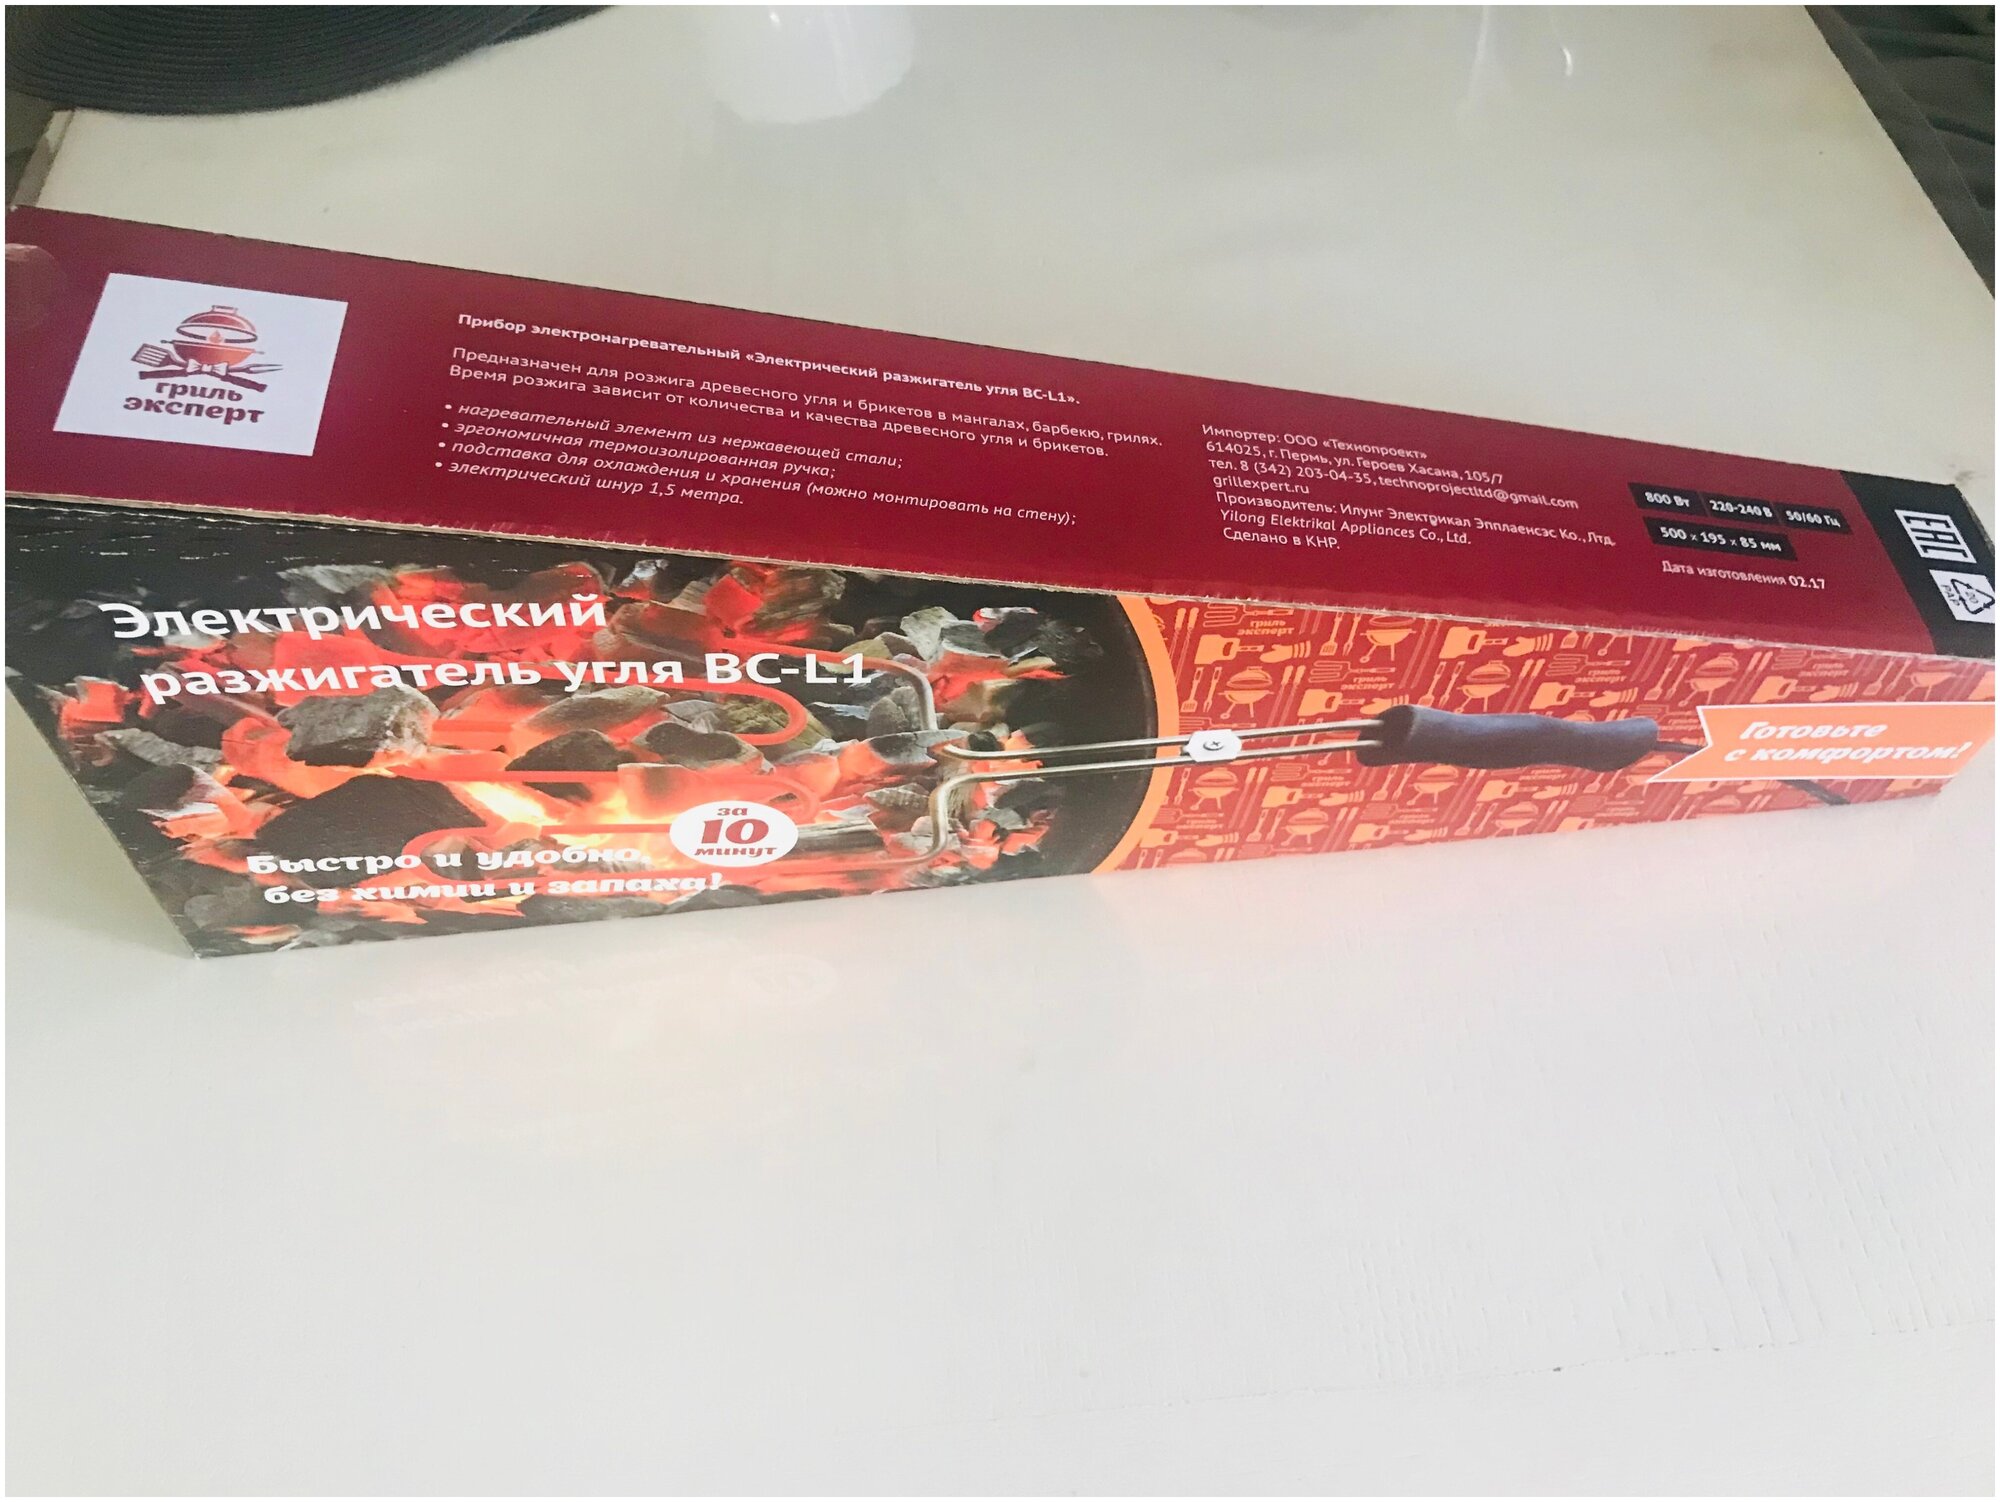 гриль
эксперт
Прибор электронагревательный «Электрический разжигатель угля BC-L1».
Предназначен для розжига древесного угля и брикетов в мангалах, барбекю, грилях.
Время розжига зависит от количества и качества древесного угля и брикетов.
• нагревательный элемент из нержавеющей стали;
• эргономичная термоизолированная ручка;
• подставка для охлаждения и хранения (можно монтировать на стену);
• электрический шнур 1,5 метра.
Импортер: ООО «Технопроект»
614025, г. Пермь, ул. Героев Хасана, 105/7
тел. 8 (342) 203-04-35, technoprojectltd@gmail.com
grillexpert.ru
Производитель: Илунг Электрикал Эпплаенсэс Ко., Лтд.
Yilong Elektrikal Appliances Co., Ltd.
Сделано в КНР.
800 Вт 220-240 В 50/60 Гц
500 x 195 x 85 мм
Дата изготовления 02.17
EAC
20
PAP
Электрический
разжигатель угля BC-L1
за
10
минут
Быстро и удобно,
без химии и запаха!
Готовьте
с комфортом!
гриль
эксперт